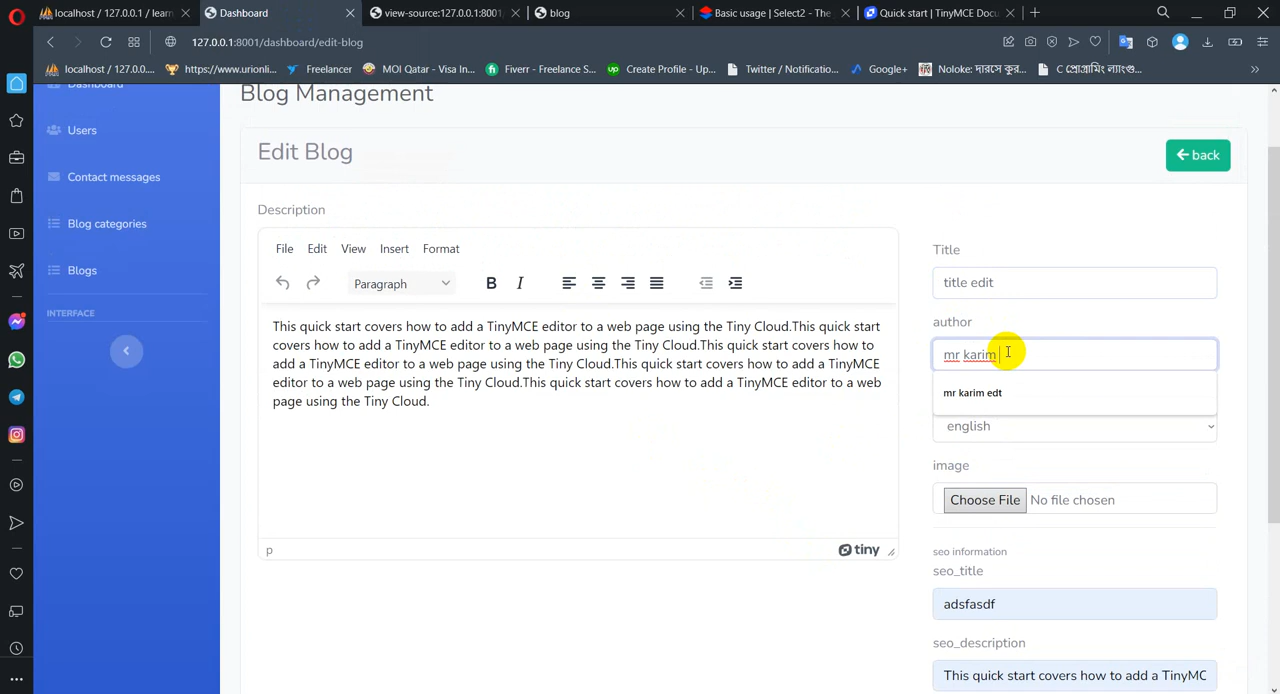 localhost / 127.0.0.1 / learn
Dashboard
view-source:127.0.0.1:8001/
blog
Basic usage | Select2 - The
Quick start | TinyMCE Docu
127.0.0.1:8001/dashboard/edit-blog
localhost / 127.0.0....
https://www.urionli...
Freelancer
MOI Qatar - Visa In...
Fiverr - Freelance S...
Create Profile - Up...
Twitter / Notificatio...
Google+
Noloke: দারসে কুর...
C প্রোগ্রামিং ল্যাংগু...
Dashboard
Users
Contact messages
Blog categories
Blogs
INTERFACE
Blog Management
Edit Blog
back
Description
File Edit View Insert Format
Paragraph
B I
This quick start covers how to add a TinyMCE editor to a web page using the Tiny Cloud.This quick start
covers how to add a TinyMCE editor to a web page using the Tiny Cloud.This quick start covers how to
add a TinyMCE editor to a web page using the Tiny Cloud.This quick start covers how to add a TinyMCE
editor to a web page using the Tiny Cloud.This quick start covers how to add a TinyMCE editor to a web
page using the Tiny Cloud.
p
tiny
Title
title edit
author
mr karim
mr karim edt
english
image
Choose File No file chosen
seo information
seo_title
adsfasdf
seo_description
This quick start covers how to add a TinyMC